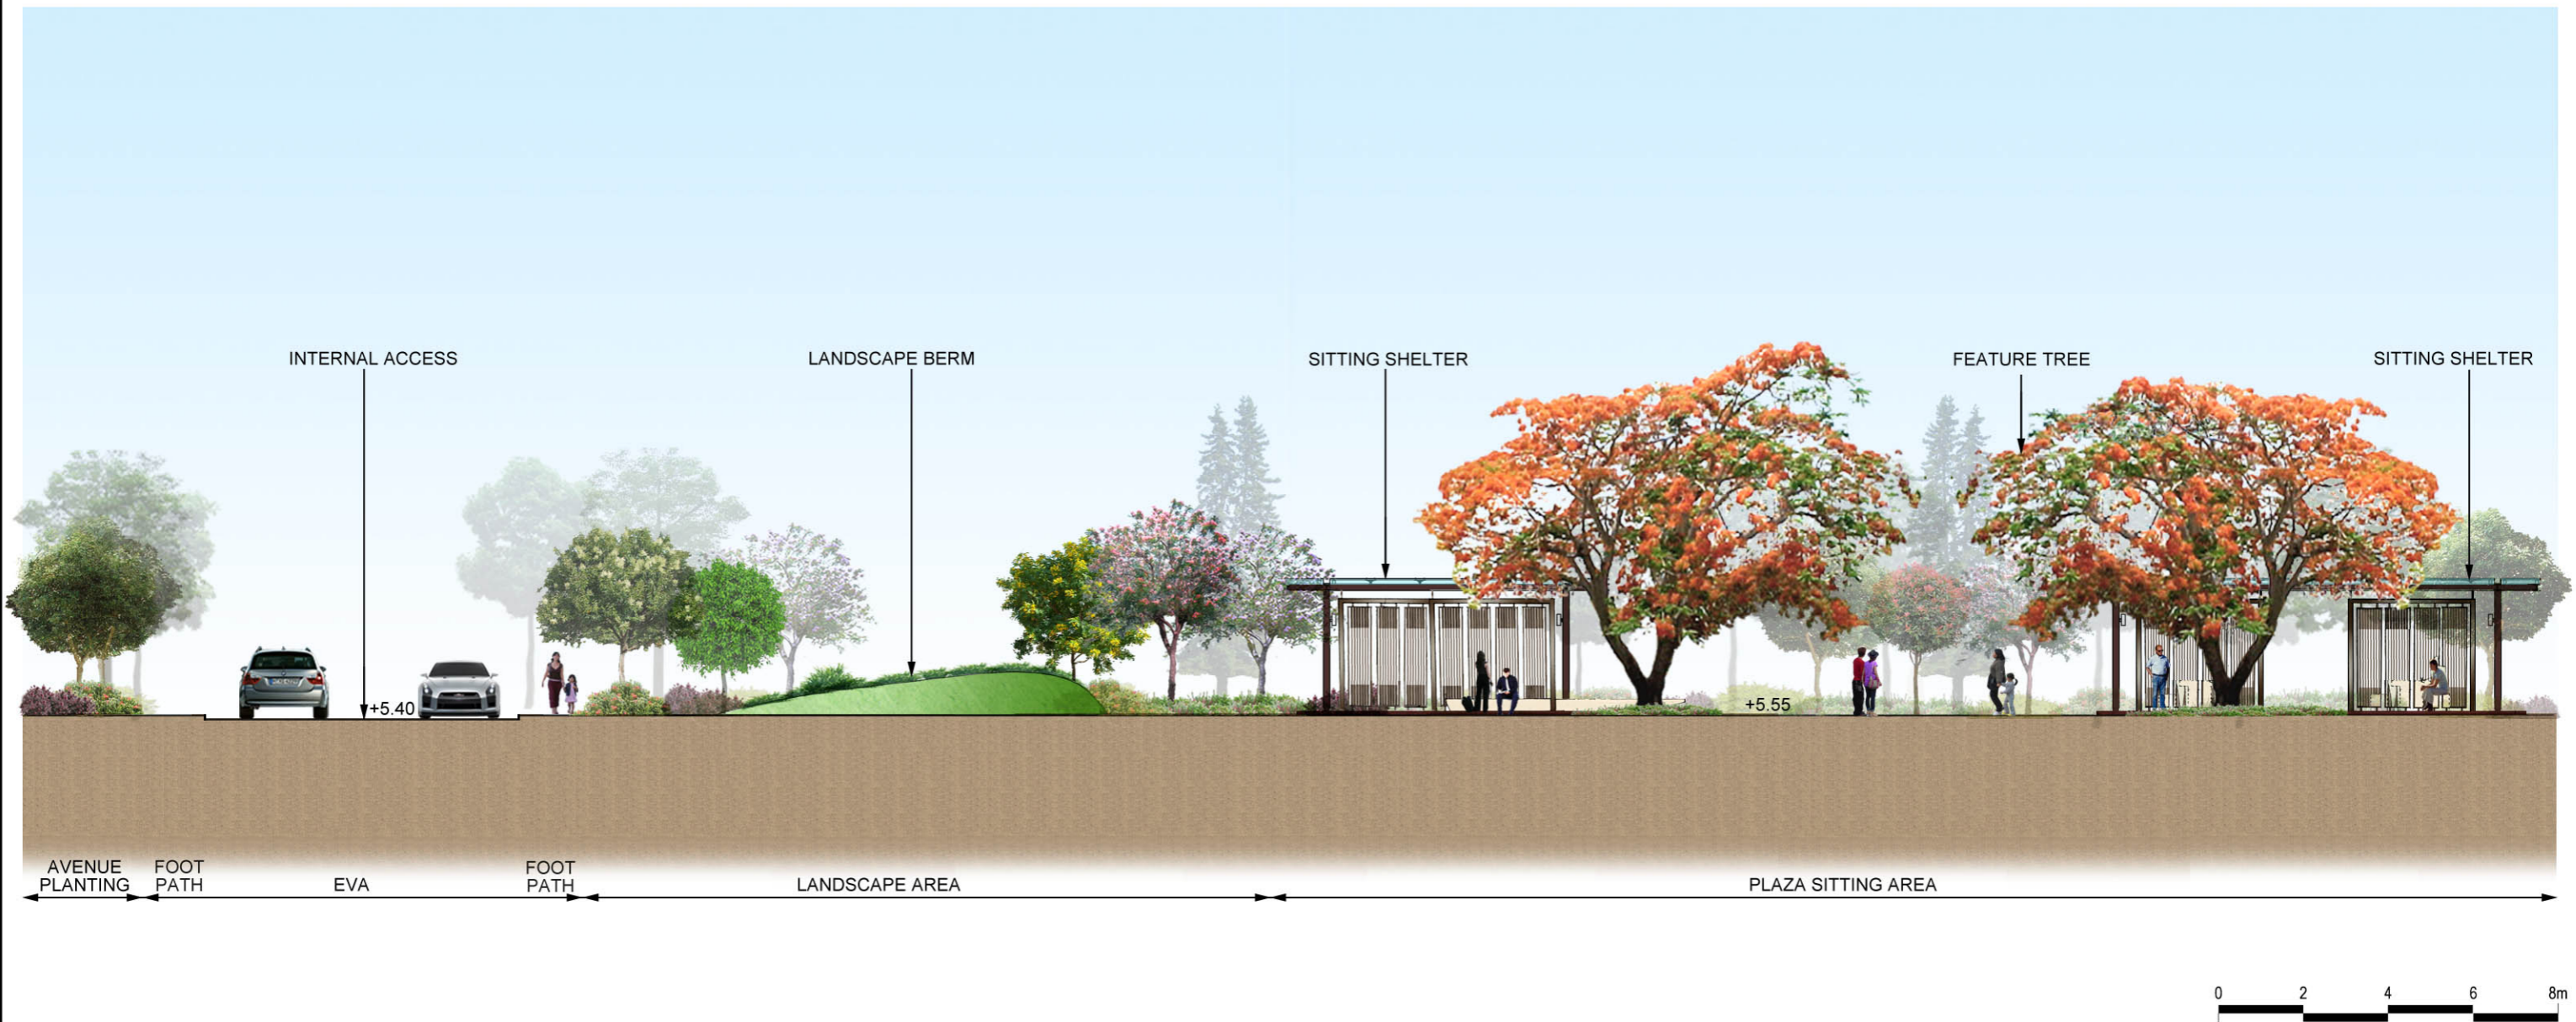 INTERNAL ACCESS
LANDSCAPE BERM
SITTING SHELTER
FEATURE TREE
SITTING SHELTER
+5.40
+5.55
AVENUE
PLANTING
FOOT
PATH
EVA
FOOT
PATH
LANDSCAPE AREA
PLAZA SITTING AREA
0 2 4 6 8m